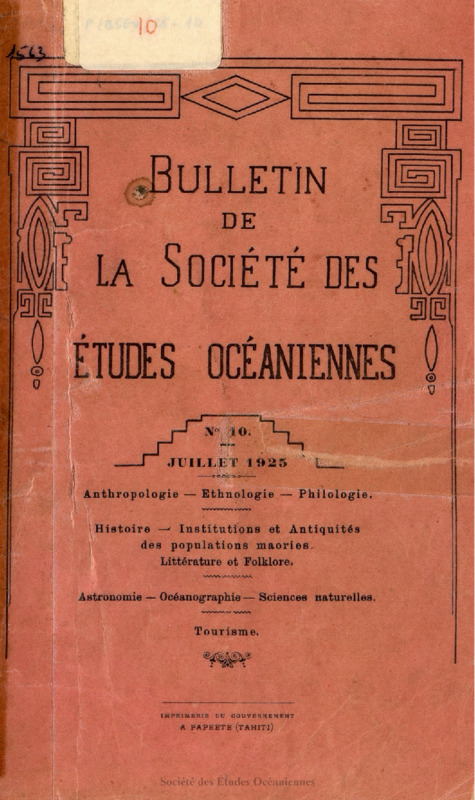 10
1563
BULLETIN
DE
LA SOCIÉTÉ DES
ÉTUDES OCÉANIENNES
N° 10.
JUILLET 1925
Anthropologie — Ethnologie — Philologie.
Histoire — Institutions et Antiquités
des populations maories.
Littérature et Folklore.
Astronomie — Océanographie — Sciences naturelles.
Tourisme.
IMPRIMERIE DU GOUVERNEMENT
A PAPEETE (TAHITI)
Société des Études Océaniennes